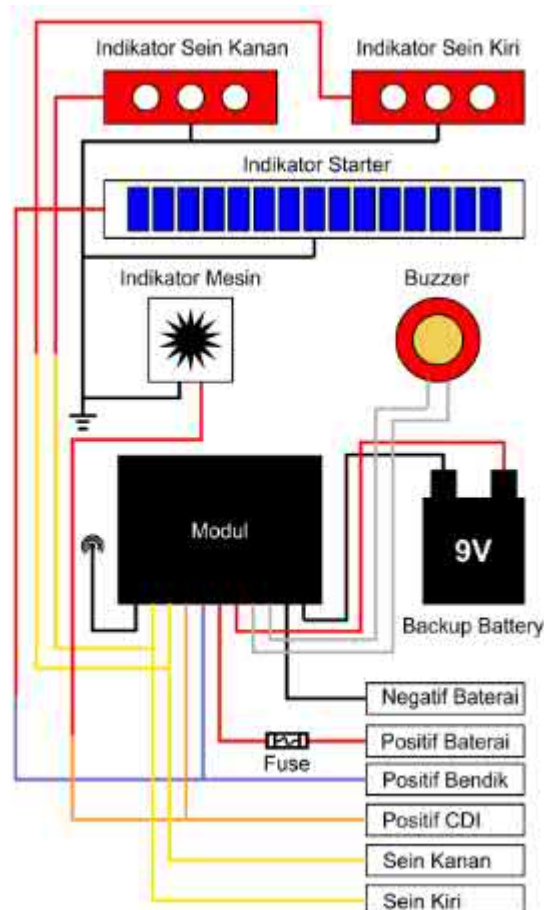 Indikator Sein Kanan
Indikator Sein Kiri
Indikator Starter
Indikator Mesin
Buzzer
Modul
9V
Backup Battery
Negatif Baterai
Positif Baterai
Fuse
Positif Bendik
Positif CDI
Sein Kanan
Sein Kiri